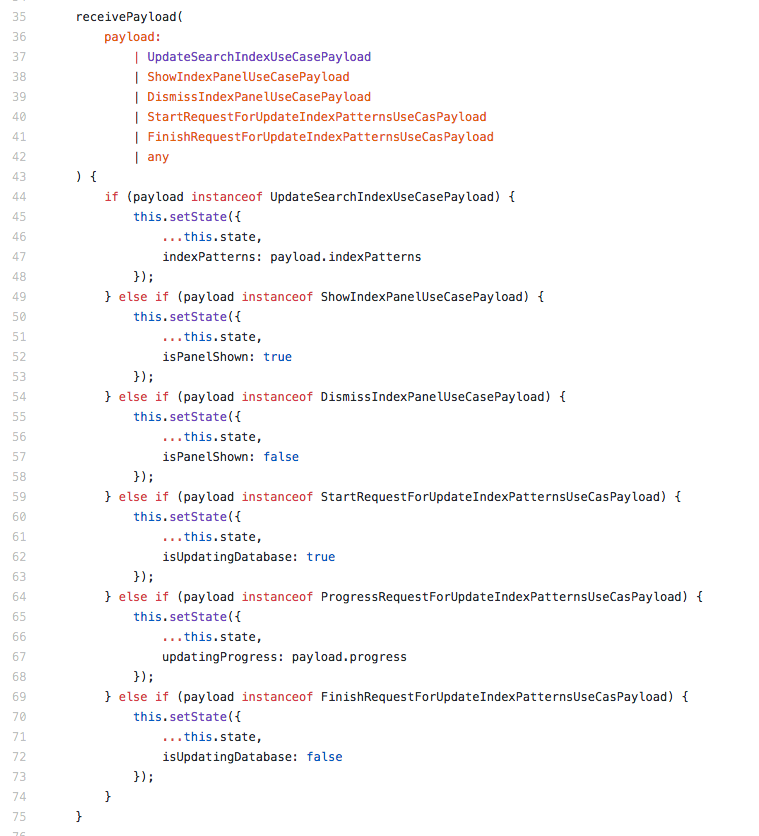 35 receivePayload(
36 payload:
37 | UpdateSearchIndexUseCasePayload
38 | ShowIndexPanelUseCasePayload
39 | DismissIndexPanelUseCasePayload
40 | StartRequestForUpdateIndexPatternsUseCasPayload
41 | FinishRequestForUpdateIndexPatternsUseCasPayload
42 | any
43 ) {
44 if (payload instanceof UpdateSearchIndexUseCasePayload) {
45 this.setState({
46 ...this.state,
47 indexPatterns: payload.indexPatterns
48 });
49 } else if (payload instanceof ShowIndexPanelUseCasePayload) {
50 this.setState({
51 ...this.state,
52 isPanelShown: true
53 });
54 } else if (payload instanceof DismissIndexPanelUseCasePayload) {
55 this.setState({
56 ...this.state,
57 isPanelShown: false
58 });
59 } else if (payload instanceof StartRequestForUpdateIndexPatternsUseCasPayload) {
60 this.setState({
61 ...this.state,
62 isUpdatingDatabase: true
63 });
64 } else if (payload instanceof ProgressRequestForUpdateIndexPatternsUseCasPayload) {
65 this.setState({
66 ...this.state,
67 updatingProgress: payload.progress
68 });
69 } else if (payload instanceof FinishRequestForUpdateIndexPatternsUseCasPayload) {
70 this.setState({
71 ...this.state,
72 isUpdatingDatabase: false
73 });
74 }
75 }